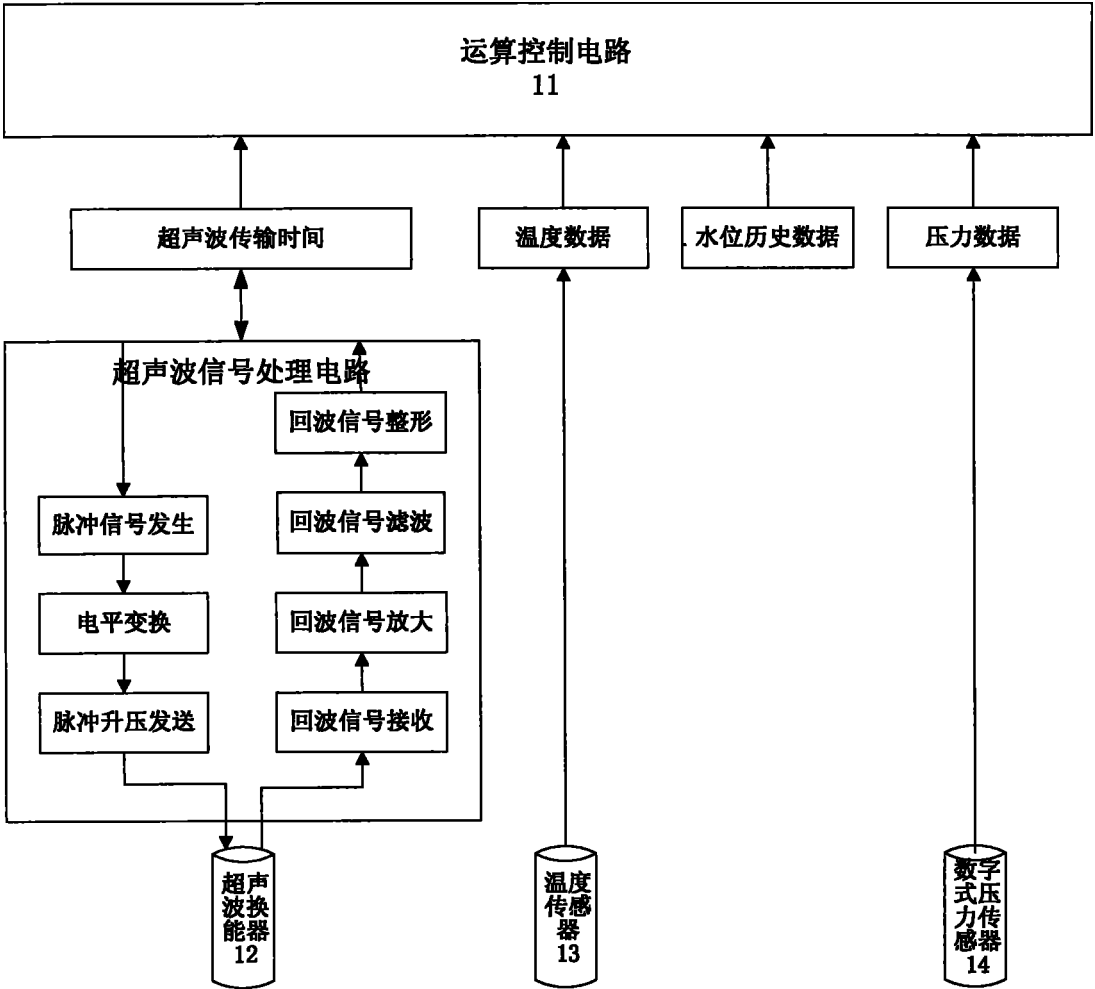 运算控制电路
11
超声波传输时间
温度数据
水位历史数据
压力数据
超声波信号处理电路
回波信号整形
脉冲信号发生
回波信号滤波
电平变换
回波信号放大
脉冲升压发送
回波信号接收
超声
波换
能器
12
温度
传感
器
13
数字
式压
力传
感器
14